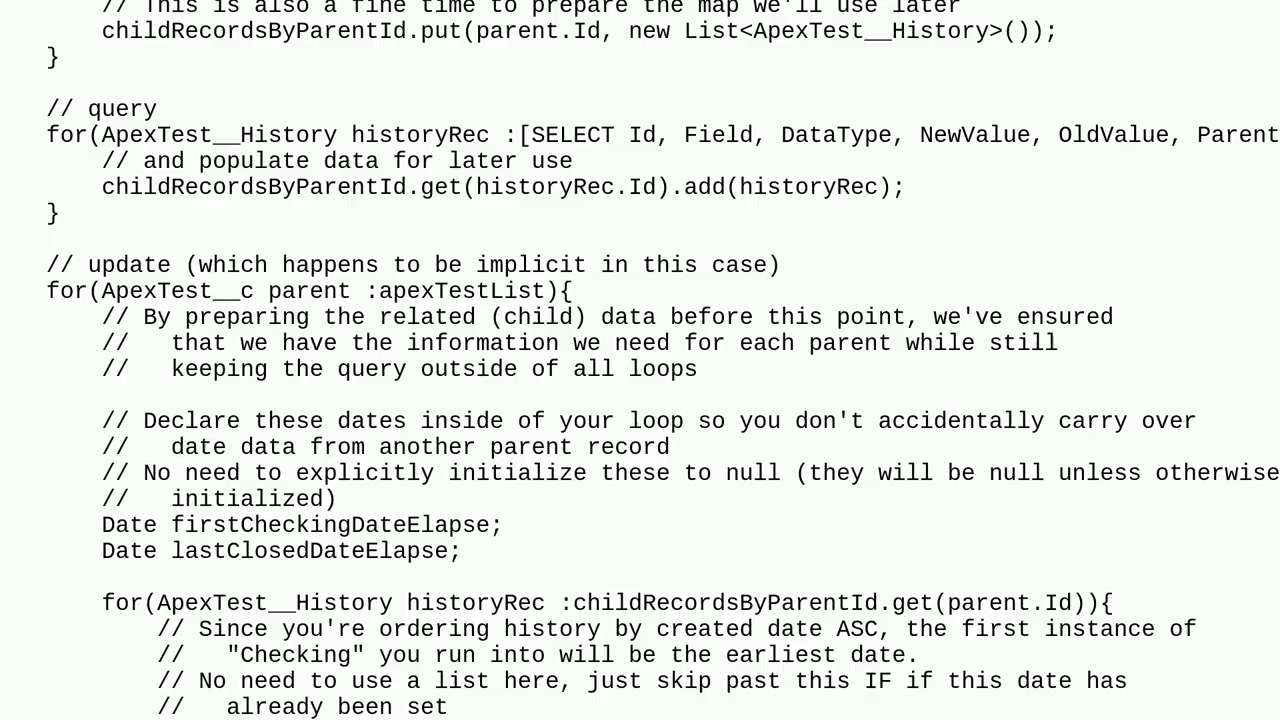 // This is also a fine time to prepare the map we'll use later
childRecordsByParentId.put(parent.Id, new List<ApexTest__History>());
}
// query
for(ApexTest__History historyRec :[SELECT Id, Field, DataType, NewValue, OldValue, Parent
// and populate data for later use
childRecordsByParentId.get(historyRec.Id).add(historyRec);
}
// update (which happens to be implicit in this case)
for(ApexTest__c parent :apexTestList){
// By preparing the related (child) data before this point, we've ensured
//   that we have the information we need for each parent while still
//   keeping the query outside of all loops
// Declare these dates inside of your loop so you don't accidentally carry over
//   date data from another parent record
// No need to explicitly initialize these to null (they will be null unless otherwise
//   initialized)
Date firstCheckingDateElapse;
Date lastClosedDateElapse;
for(ApexTest__History historyRec :childRecordsByParentId.get(parent.Id)){
// Since you're ordering history by created date ASC, the first instance of
//   "Checking" you run into will be the earliest date.
// No need to use a list here, just skip past this IF if this date has
//   already been set